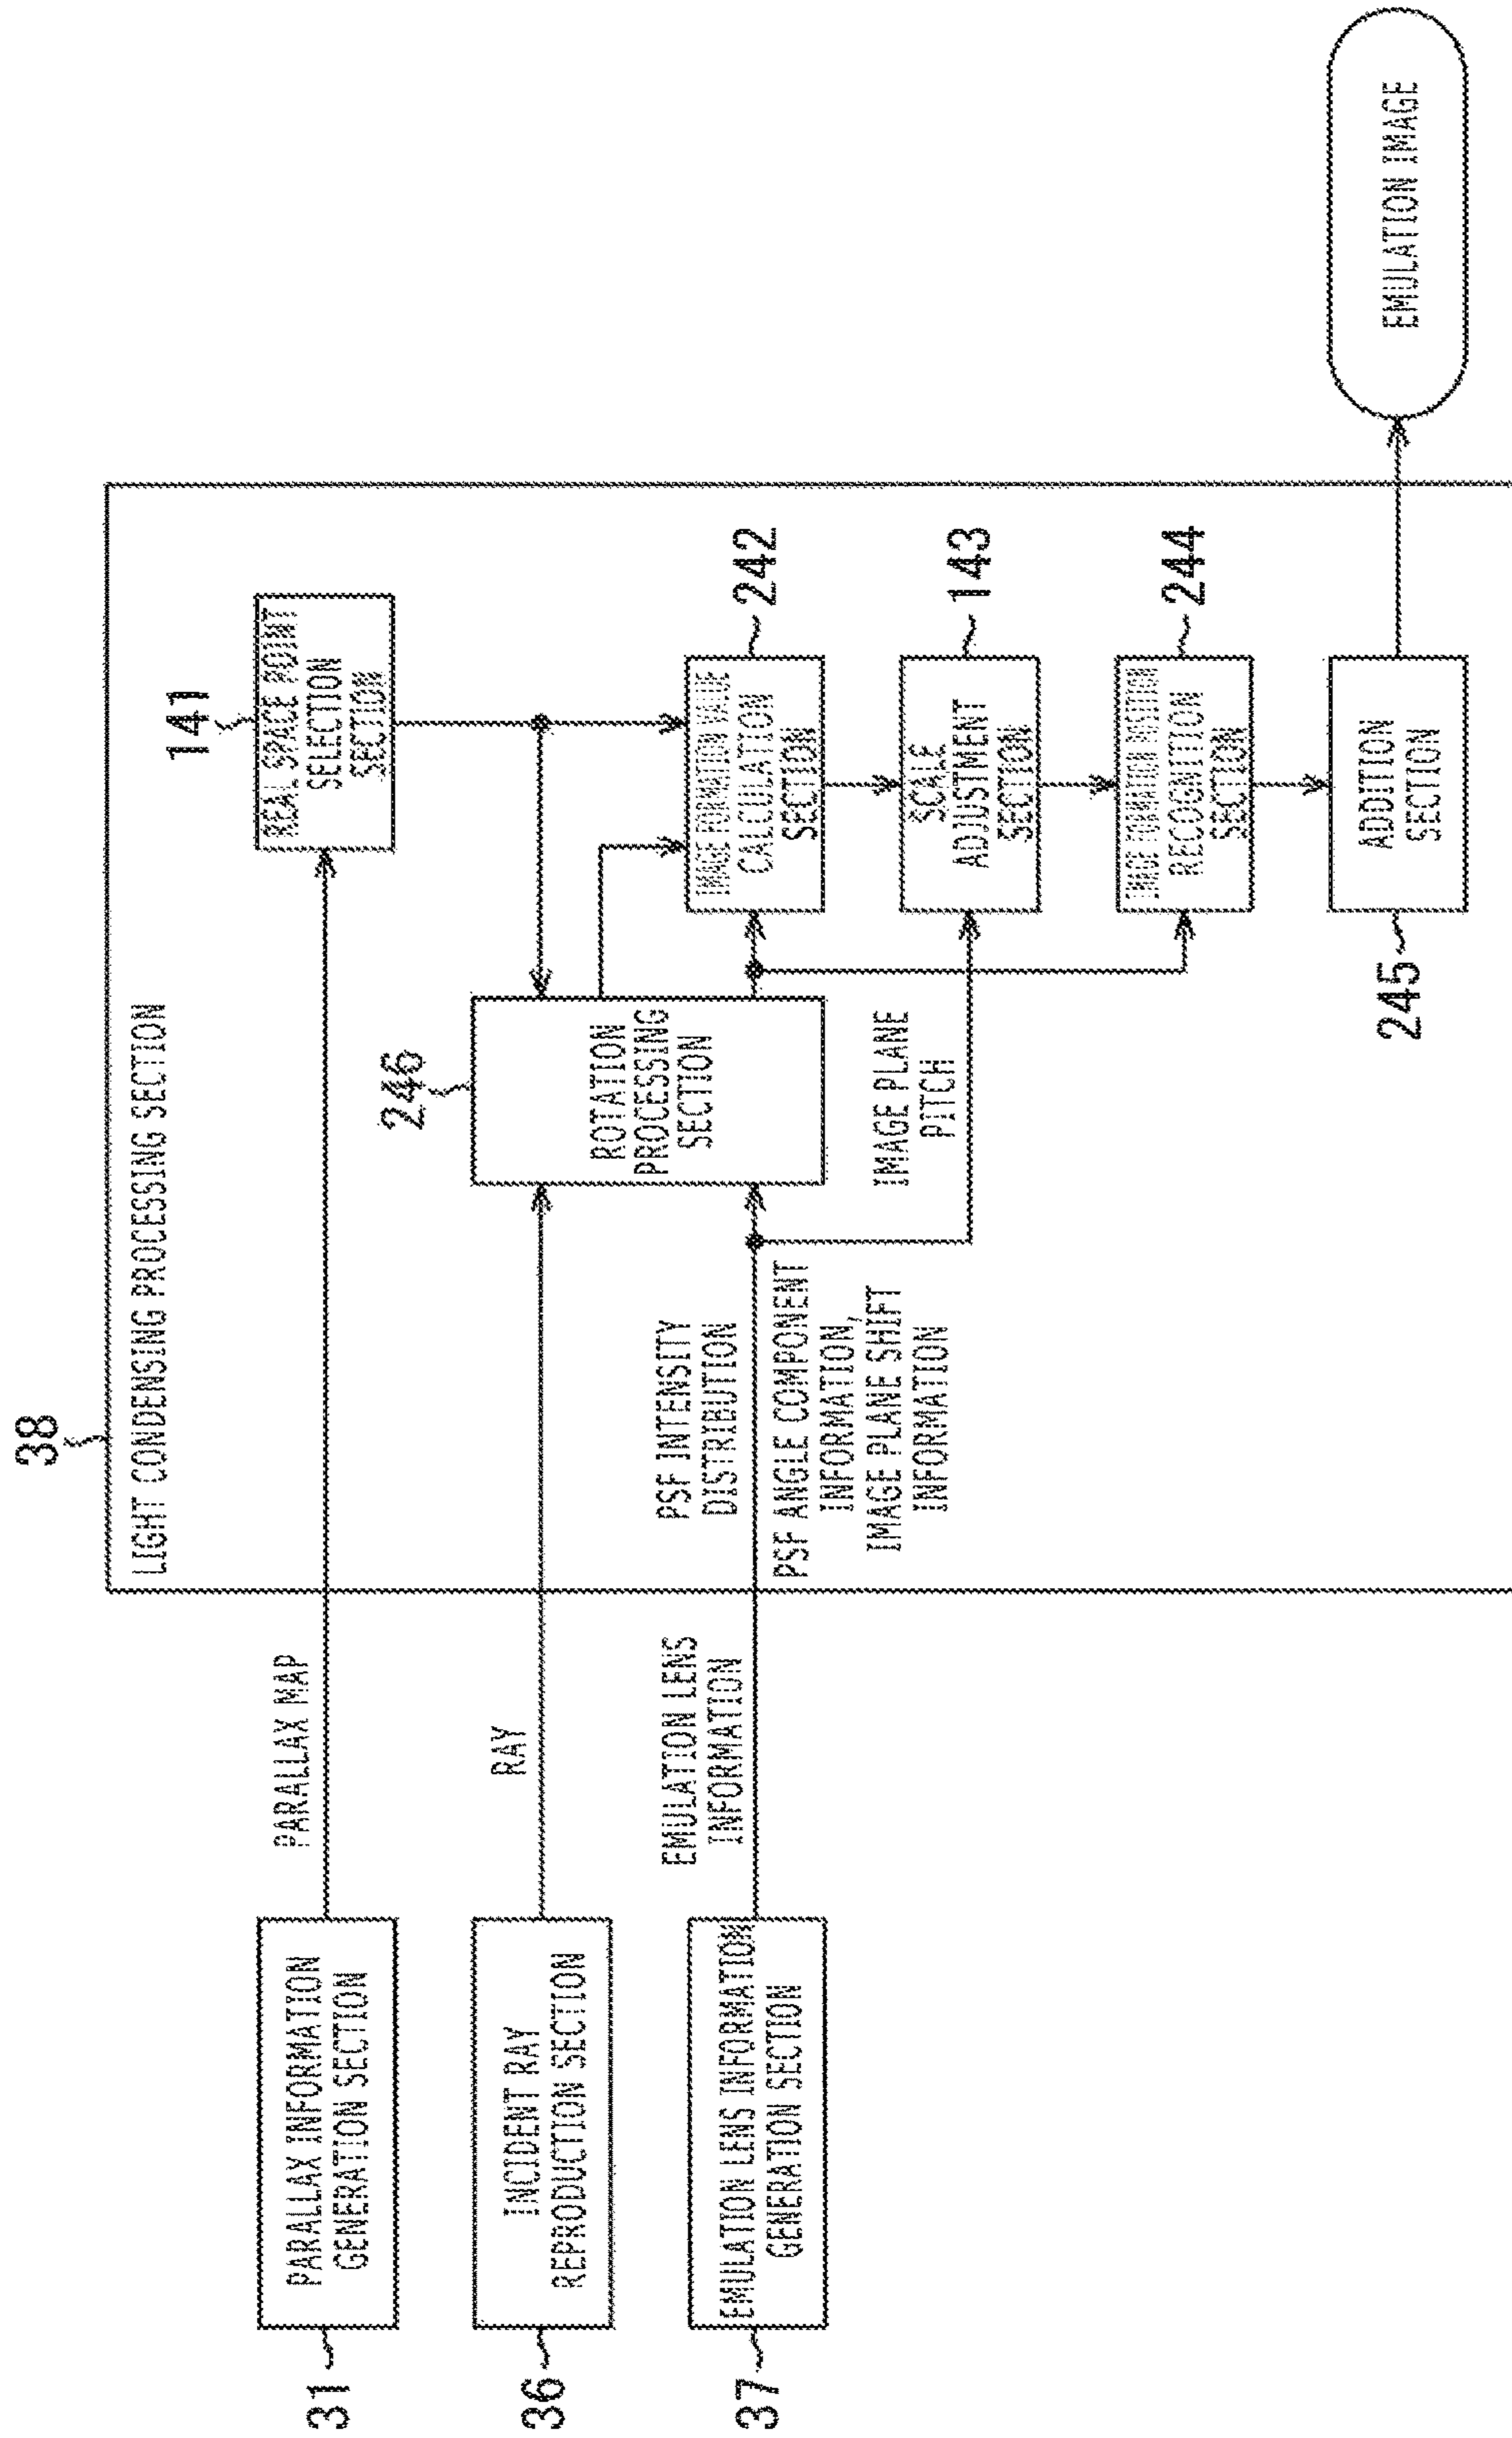 38
LIGHT CONDENSING PROCESSING SECTION
31
PARALLAX INFORMATION
GENERATION SECTION
PARALLAX MAP
141
REAL SPACE POINT
SELECTION
SECTION
36
INCIDENT RAY
REPRODUCTION SECTION
RAY
246
ROTATION
PROCESSING
SECTION
37
EMULATION LENS INFORMATION
GENERATION SECTION
EMULATION LENS
INFORMATION
PSF INTENSITY
DISTRIBUTION
PSF ANGLE COMPONENT
INFORMATION,
IMAGE PLANE SHIFT
INFORMATION
IMAGE PLANE
PITCH
IMAGE FORMATION VALUE
CALCULATION
SECTION
242
SCALE
ADJUSTMENT
SECTION
143
IMAGE FORMATION POSITION
RECOGNITION
SECTION
244
245
ADDITION
SECTION
EMULATION IMAGE